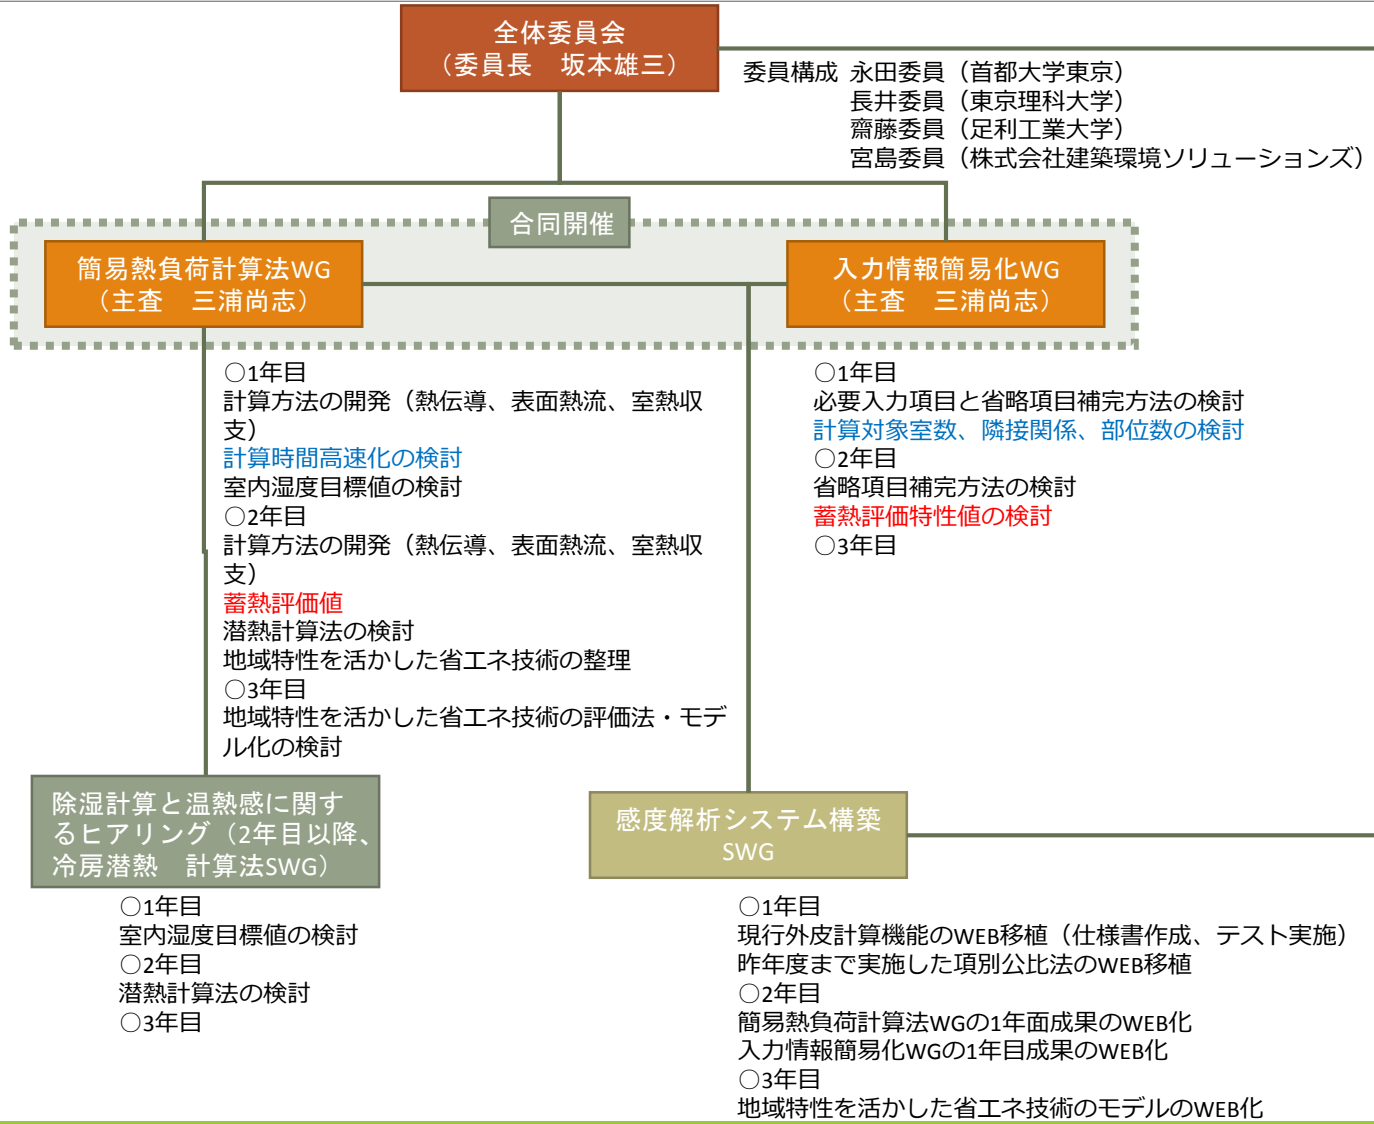 全体委員会
（委員長　坂本雄三）
委員構成 永田委員（首都大学東京）
長井委員（東京理科大学）
齋藤委員（足利工業大学）
宮島委員（株式会社建築環境ソリューションズ）
合同開催
簡易熱負荷計算法WG
（主査　三浦尚志）
入力情報簡易化WG
（主査　三浦尚志）
○1年目
計算方法の開発（熱伝導、表面熱流、室熱収
支）
計算時間高速化の検討
室内湿度目標値の検討
○2年目
計算方法の開発（熱伝導、表面熱流、室熱収
支）
蓄熱評価値
潜熱計算法の検討
地域特性を活かした省エネ技術の整理
○3年目
地域特性を活かした省エネ技術の評価法・モデ
ル化の検討
○1年目
必要入力項目と省略項目補完方法の検討
計算対象室数、隣接関係、部位数の検討
○2年目
省略項目補完方法の検討
蓄熱評価特性値の検討
○3年目
除湿計算と温熱感に関す
るヒアリング（2年目以降、
冷房潜熱　計算法SWG）
○1年目
室内湿度目標値の検討
○2年目
潜熱計算法の検討
○3年目
感度解析システム構築
SWG
○1年目
現行外皮計算機能のWEB移植（仕様書作成、テスト実施）
昨年度まで実施した項別公比法のWEB移植
○2年目
簡易熱負荷計算法WGの1年面成果のWEB化
入力情報簡易化WGの1年目成果のWEB化
○3年目
地域特性を活かした省エネ技術のモデルのWEB化